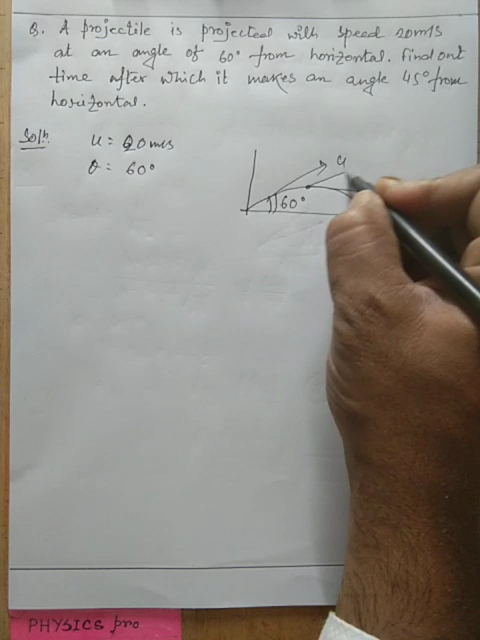 Q. A projectile is projected with speed 20m/s
at an angle of 60° from horizontal. find out
time after which it makes an angle 45° from
horizontal.
Solⁿ. u = 20m/s
θ = 60°
u
60°
PHYSICS pro